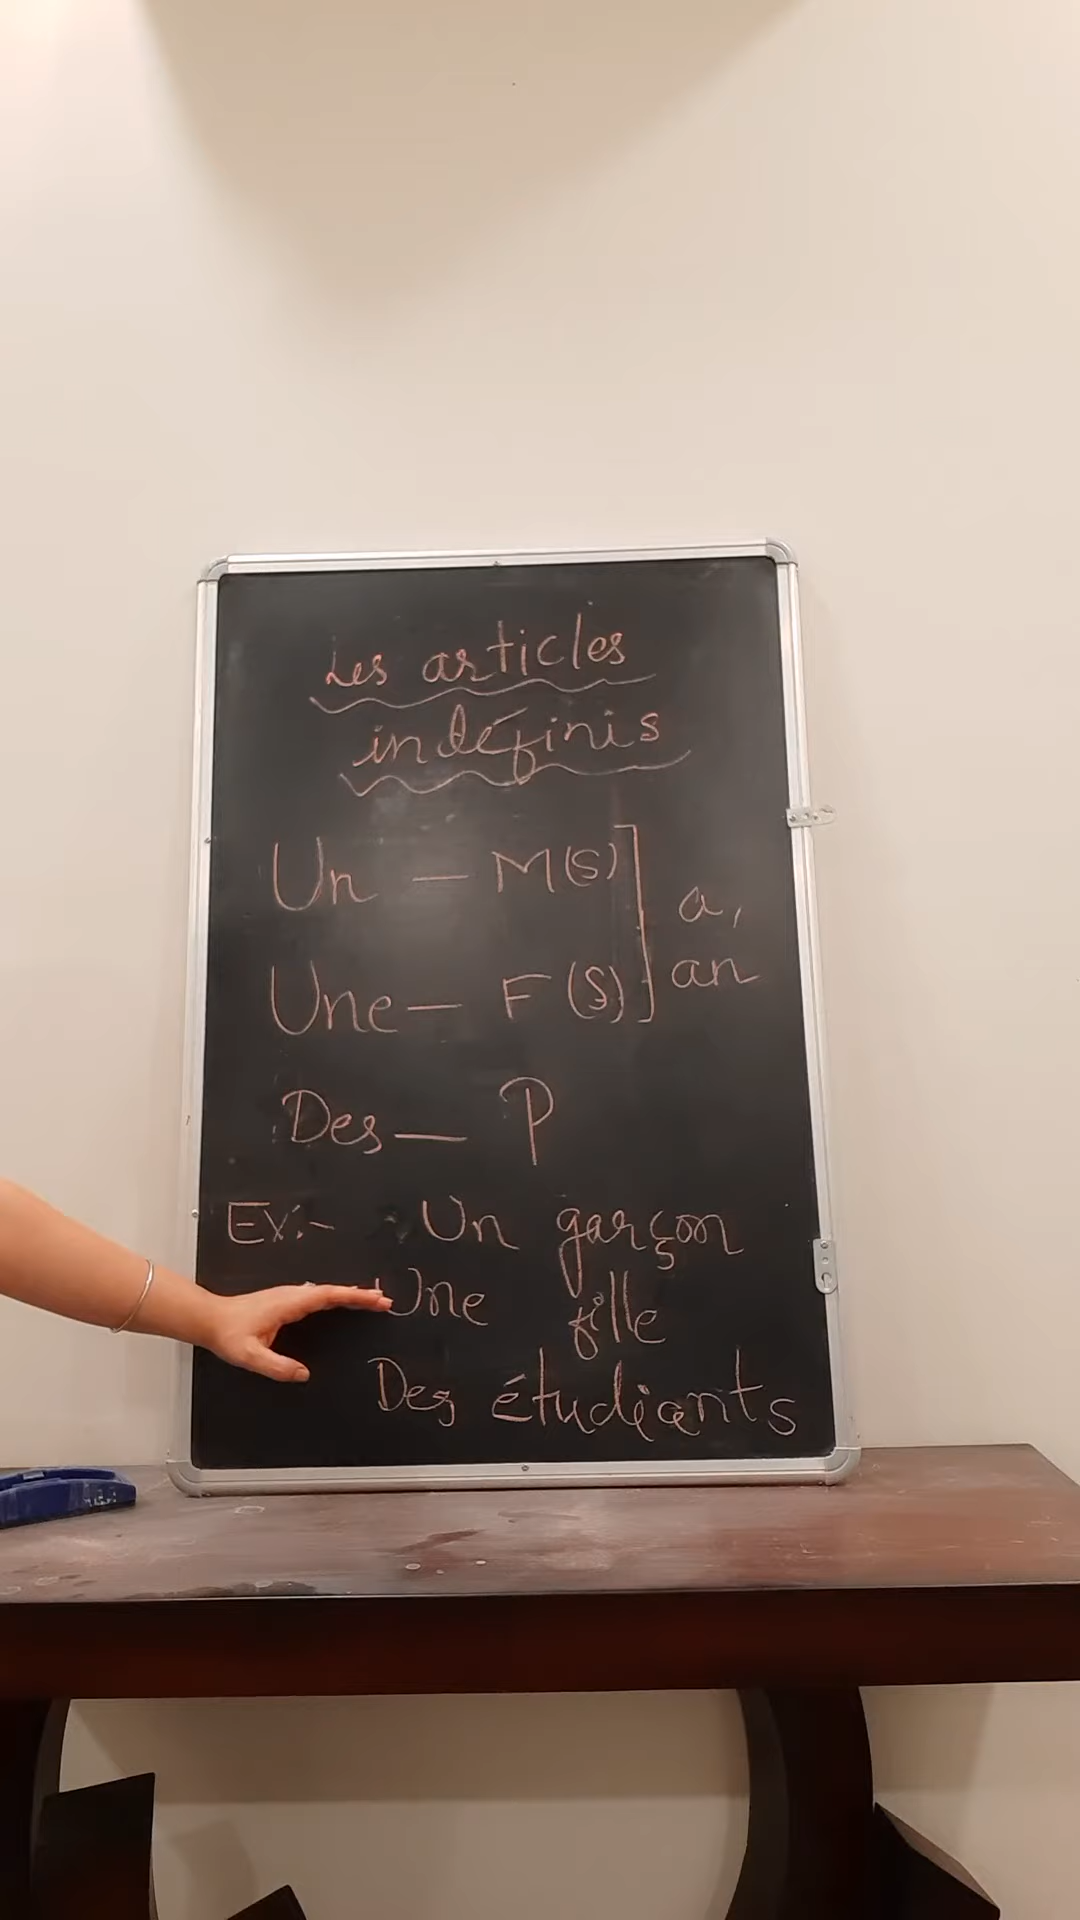 Les articles
indéfinis
Un — M(S)
Une — F (S)
] a,
an
Des — P
Ex:- Un garçon
Une fille
Des étudiants